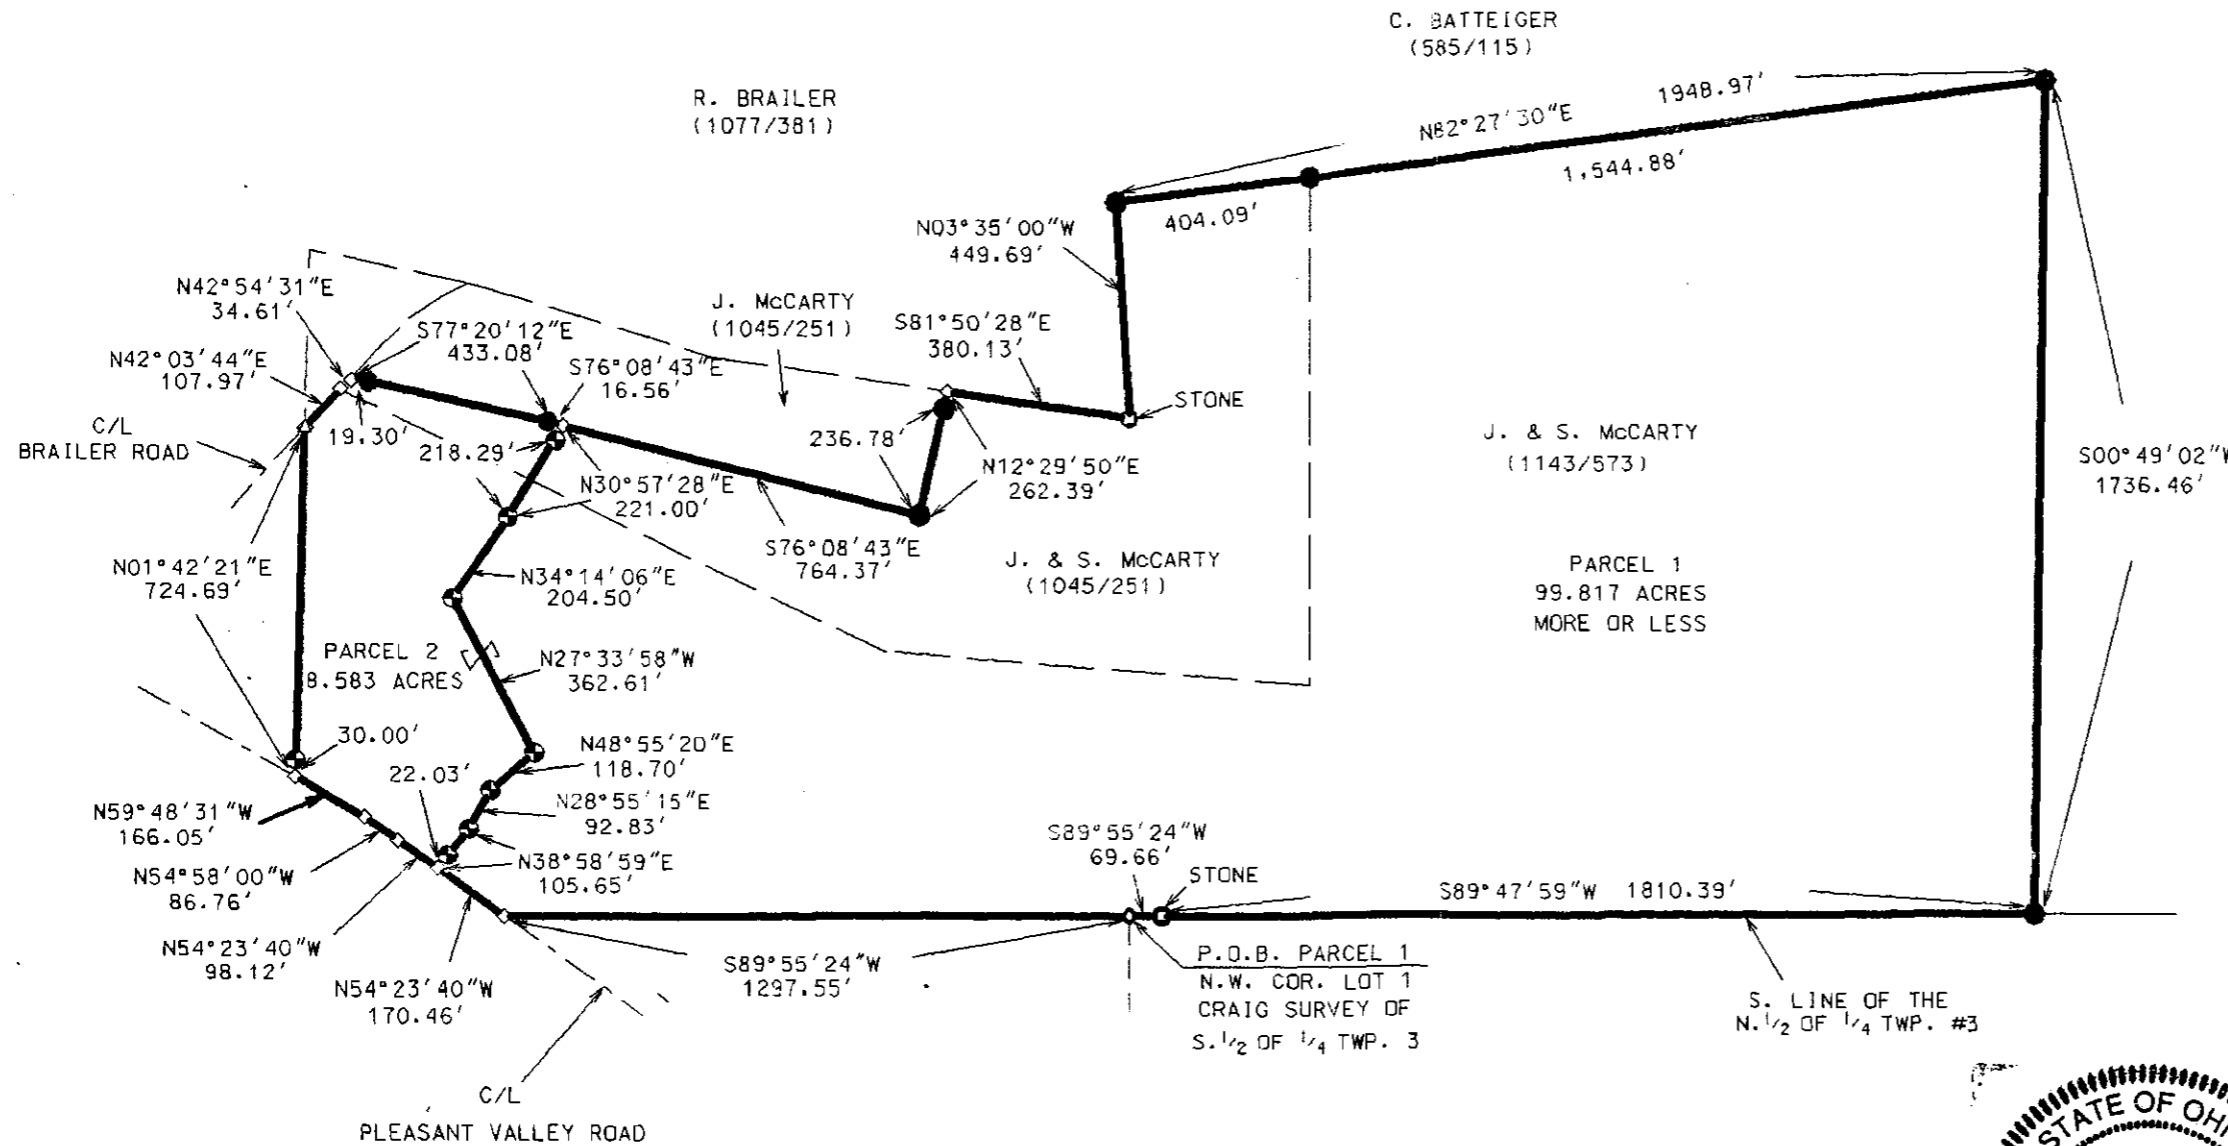 C. BATTEIGER
(585/115)
R. BRAILER
(1077/381)
1948.97′
N82°27′30″E
1,544.88′
404.09′
N03°35′00″W
449.69′
N42°54′31″E
34.61′
J. McCARTY
(1045/251)
S77°20′12″E
433.08′
S81°50′28″E
380.13′
N42°03′44″E
107.97′
S76°08′43″E
16.56′
STONE
C/L
BRAILER ROAD
19.30′
218.29′
236.78′
J. & S. McCARTY
(1143/573)
S00°49′02″W
1736.46′
N12°29′50″E
262.39′
N30°57′28″E
221.00′
S76°08′43″E
764.37′
J. & S. McCARTY
(1045/251)
N01°42′21″E
724.69′
N34°14′06″E
204.50′
PARCEL 1
99.817 ACRES
MORE OR LESS
PARCEL 2
8.583 ACRES
N27°33′58″W
362.61′
30.00′
22.03′
N48°55′20″E
118.70′
N59°48′31″W
166.05′
N28°55′15″E
92.83′
N54°58′00″W
86.76′
N38°58′59″E
105.65′
S89°55′24″W
69.66′
STONE
S89°47′59″W 1810.39′
N54°23′40″W
98.12′
N54°23′40″W
170.46′
S89°55′24″W
1297.55′
P.O.B. PARCEL 1
N.W. COR. LOT 1
CRAIG SURVEY OF
S.1/2 OF 1/4 TWP. 3
S. LINE OF THE
N.1/2 OF 1/4 TWP. #3
C/L
PLEASANT VALLEY ROAD
STATE OF OH